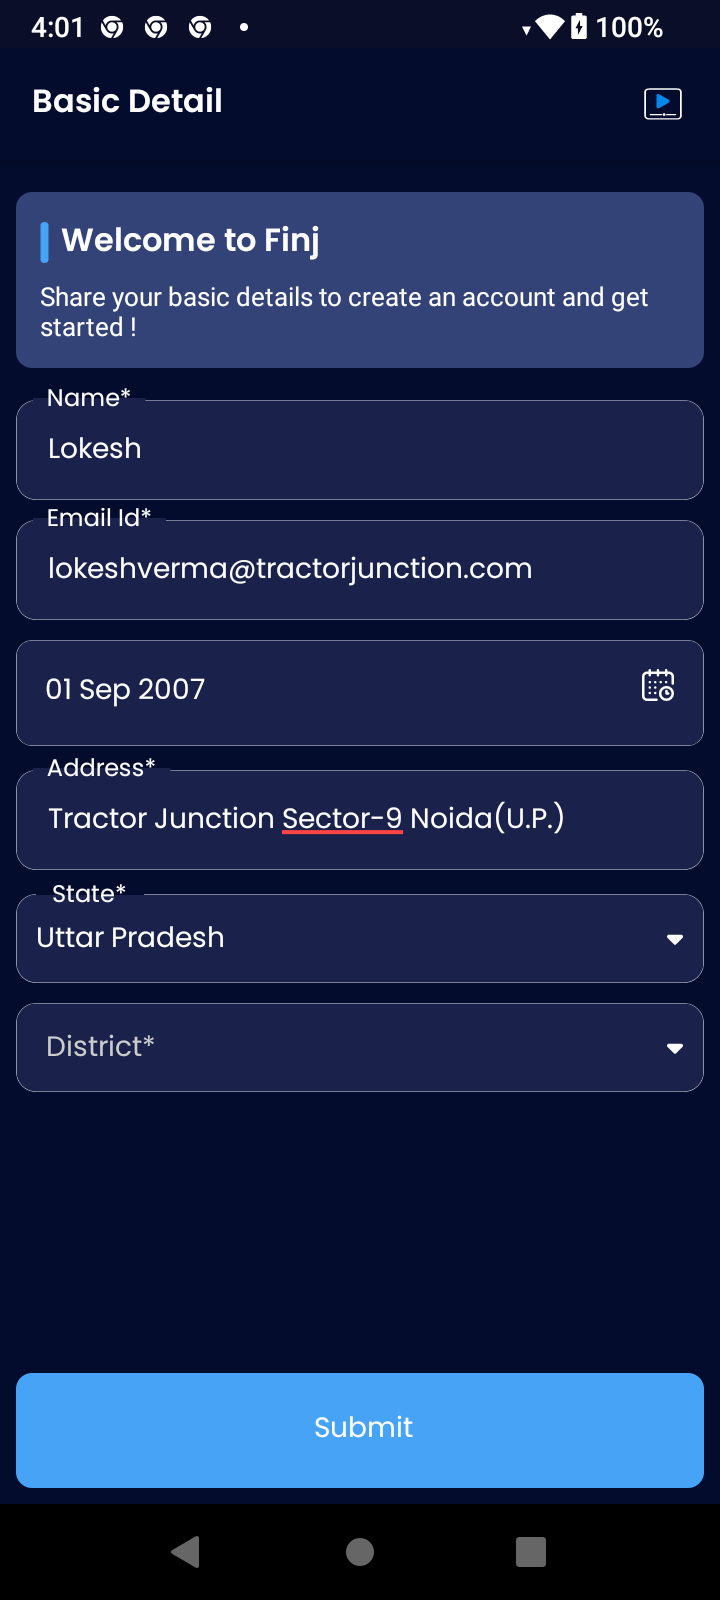 4:01
100%
Basic Detail
Welcome to Finj
Share your basic details to create an account and get
started !
Name*
Lokesh
Email Id*
lokeshverma@tractorjunction.com
01 Sep 2007
Address*
Tractor Junction Sector-9 Noida(U.P.)
State*
Uttar Pradesh
District*
Submit